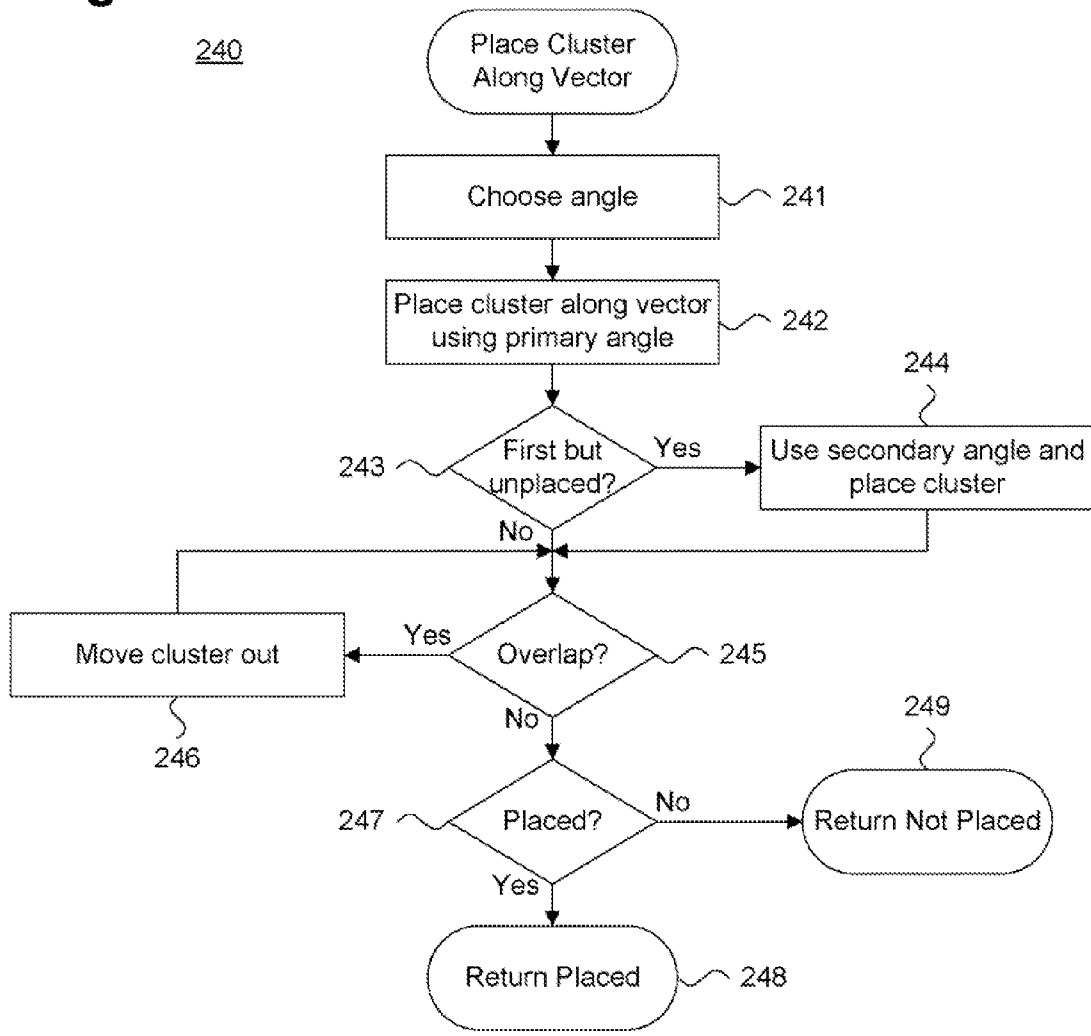 240
Place Cluster
Along Vector
Choose angle
241
Place cluster along vector
using primary angle
242
243
First but
unplaced?
Yes
No
244
Use secondary angle and
place cluster
Move cluster out
246
Yes
Overlap?
245
No
247
Placed?
No
Yes
249
Return Not Placed
Return Placed
248